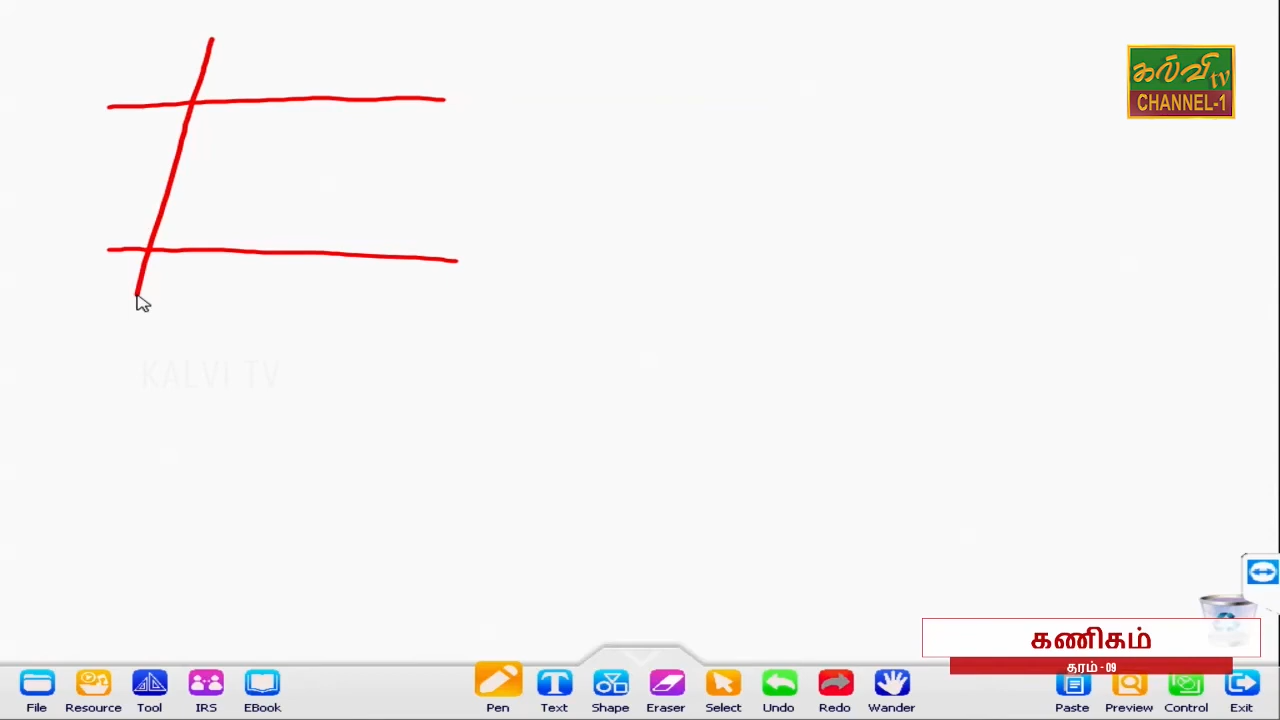 கல்வி tv
CHANNEL-1
KALVI TV
கணிகம்
தரம் - 09
File Resource Tool IRS EBook Pen Text Shape Eraser Select Undo Redo Wander Paste Preview Control Exit